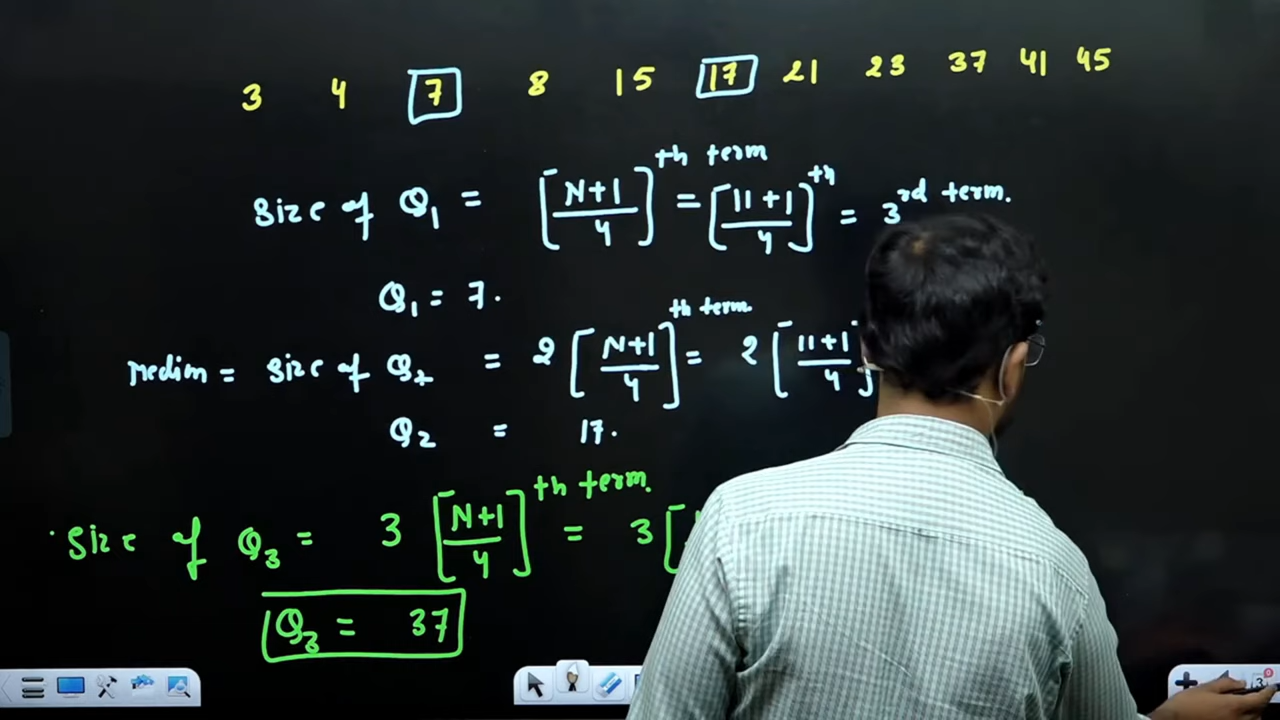 3 4 7 8 15 17 21 23 37 41 45
Size of Q₁ = [N+1/4]th term = [11+1/4]th = 3rd term.
Q₁ = 7.
Median = Size of Q₂ = 2 [N+1/4]th term = 2 [11+1/4]
Q₂ = 17.
Size of Q₃ = 3 [N+1/4]th term. = 3 [
Q₃ = 37